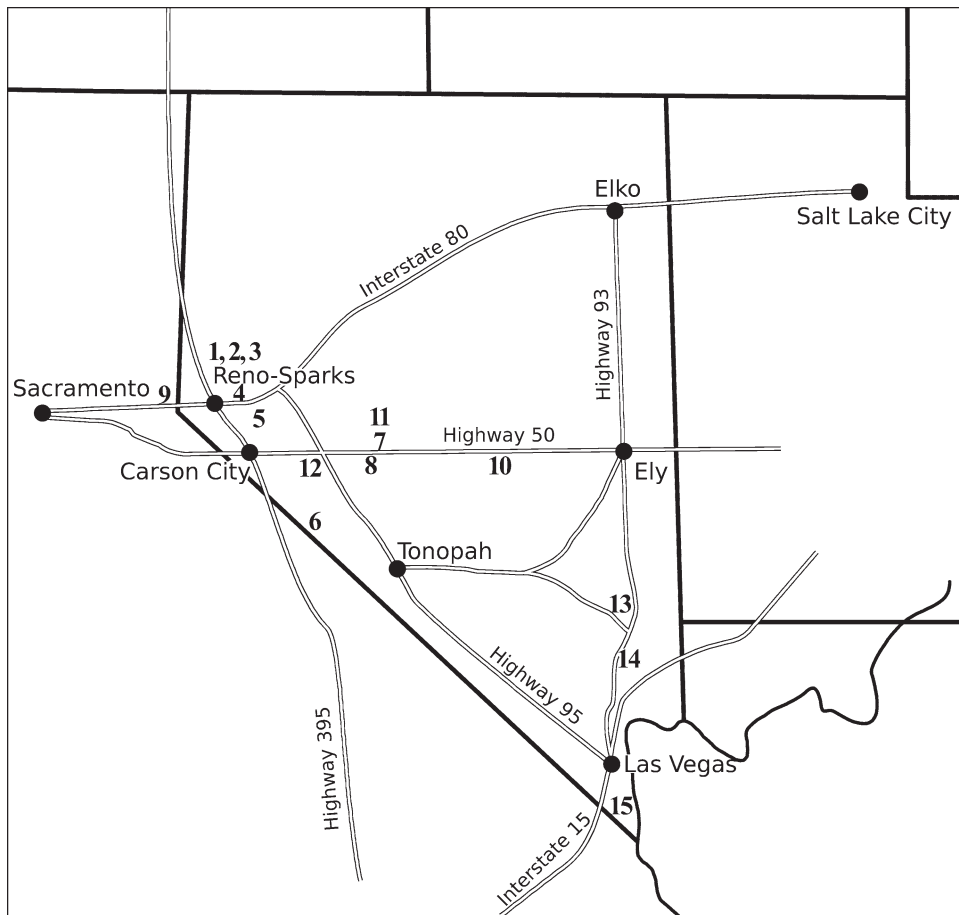 Elko
Salt Lake City
Interstate 80
Highway 93
1, 2, 3
Reno-Sparks
Sacramento
9
4
5
11
7
Highway 50
Carson City
12
8
10
Ely
6
Tonopah
13
14
Highway 95
Highway 395
Las Vegas
15
Interstate 15